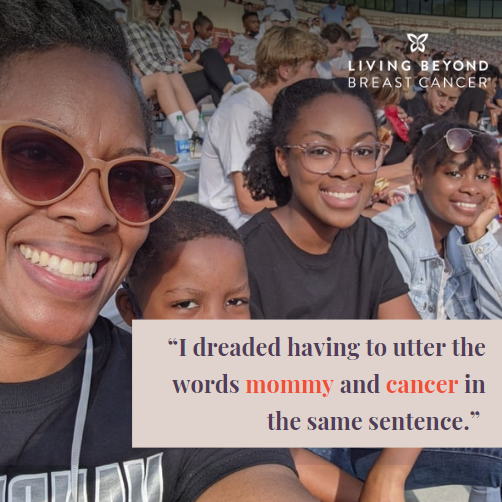 LIVING BEYOND
BREAST CANCER®
“I dreaded having to utter the
words mommy and cancer in
the same sentence.”